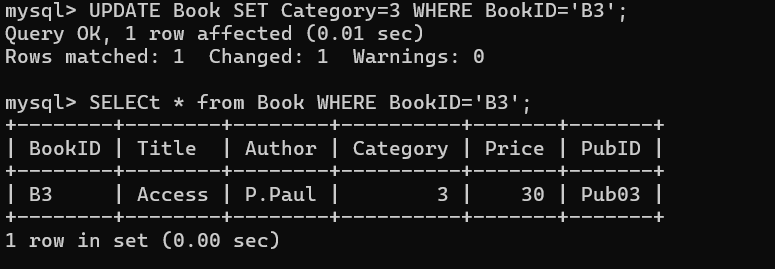 mysql> UPDATE Book SET Category=3 WHERE BookID='B3';
Query OK, 1 row affected (0.01 sec)
Rows matched: 1  Changed: 1  Warnings: 0

mysql> SELECt * from Book WHERE BookID='B3';
+--------+--------+--------+----------+-------+-------+
| BookID | Title  | Author | Category | Price | PubID |
+--------+--------+--------+----------+-------+-------+
| B3     | Access | P.Paul |        3 |    30 | Pub03 |
+--------+--------+--------+----------+-------+-------+
1 row in set (0.00 sec)